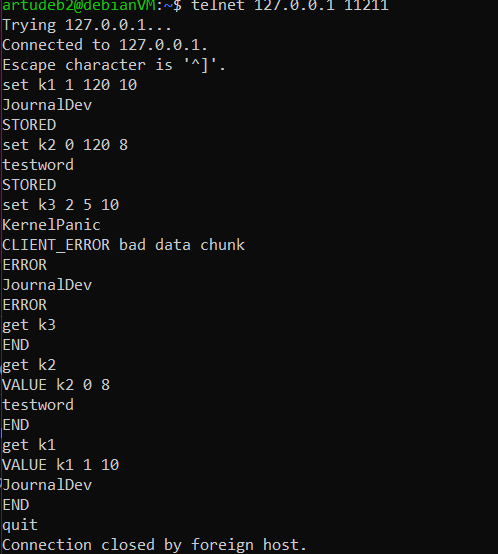 artudeb2@debianVM:~$ telnet 127.0.0.1 11211
Trying 127.0.0.1...
Connected to 127.0.0.1.
Escape character is '^]'.
set k1 1 120 10
JournalDev
STORED
set k2 0 120 8
testword
STORED
set k3 2 5 10
KernelPanic
CLIENT_ERROR bad data chunk
ERROR
JournalDev
ERROR
get k3
END
get k2
VALUE k2 0 8
testword
END
get k1
VALUE k1 1 10
JournalDev
END
quit
Connection closed by foreign host.